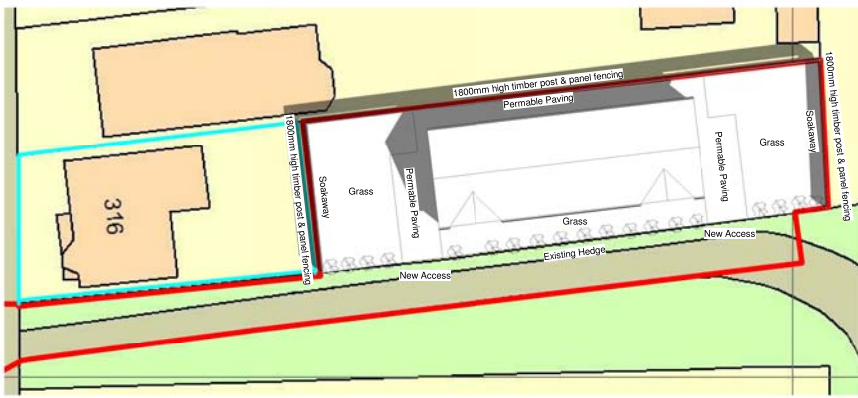 1800mm high timber post & panel fencing
Permable Paving
1800mm high timber post & panel fencing
1800mm high timber post & panel fencing
Soakaway
Grass
Permable Paving
Permable Paving
Grass
Soakaway
316
Grass
New Access
Existing Hedge
New Access